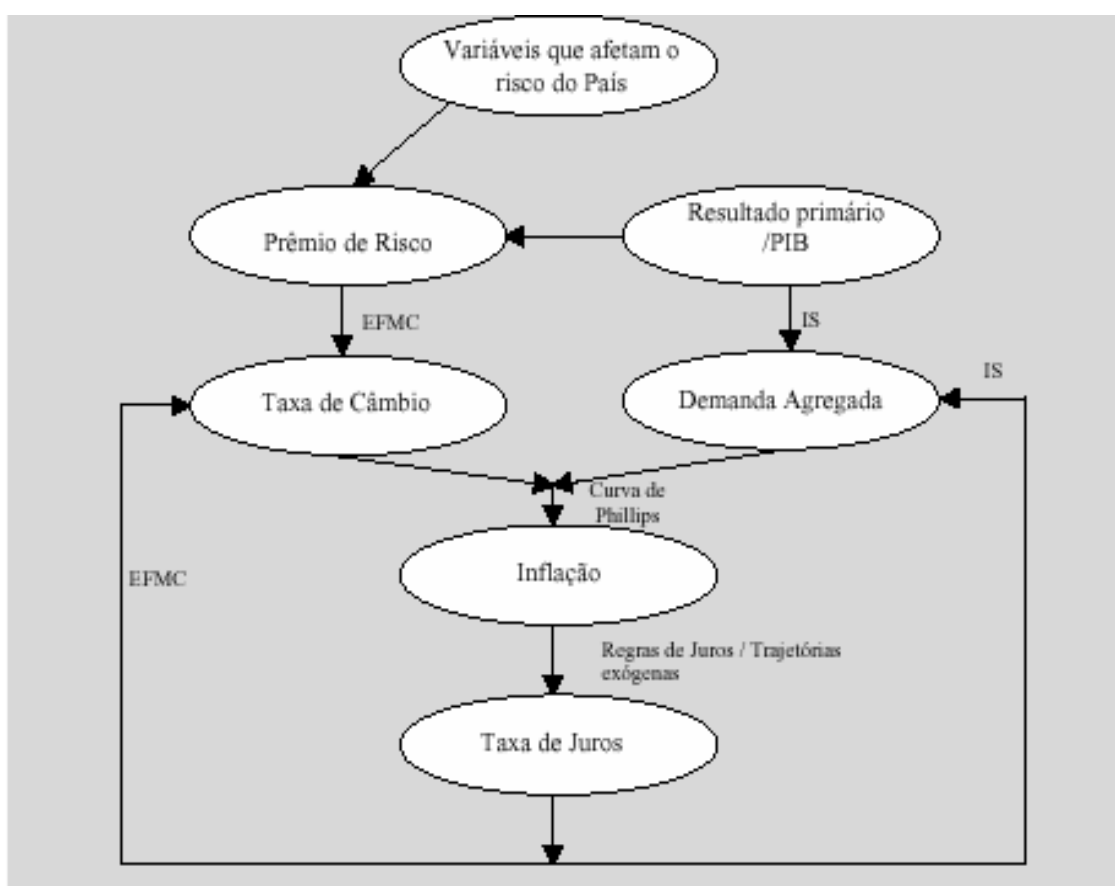 Variáveis que afetam o
risco do País
Prêmio de Risco
Resultado primário
/PIB
EFMC
IS
Taxa de Câmbio
Demanda Agregada
IS
Curva de
Phillips
Inflação
EFMC
Regras de Juros / Trajetórias
exógenas
Taxa de Juros